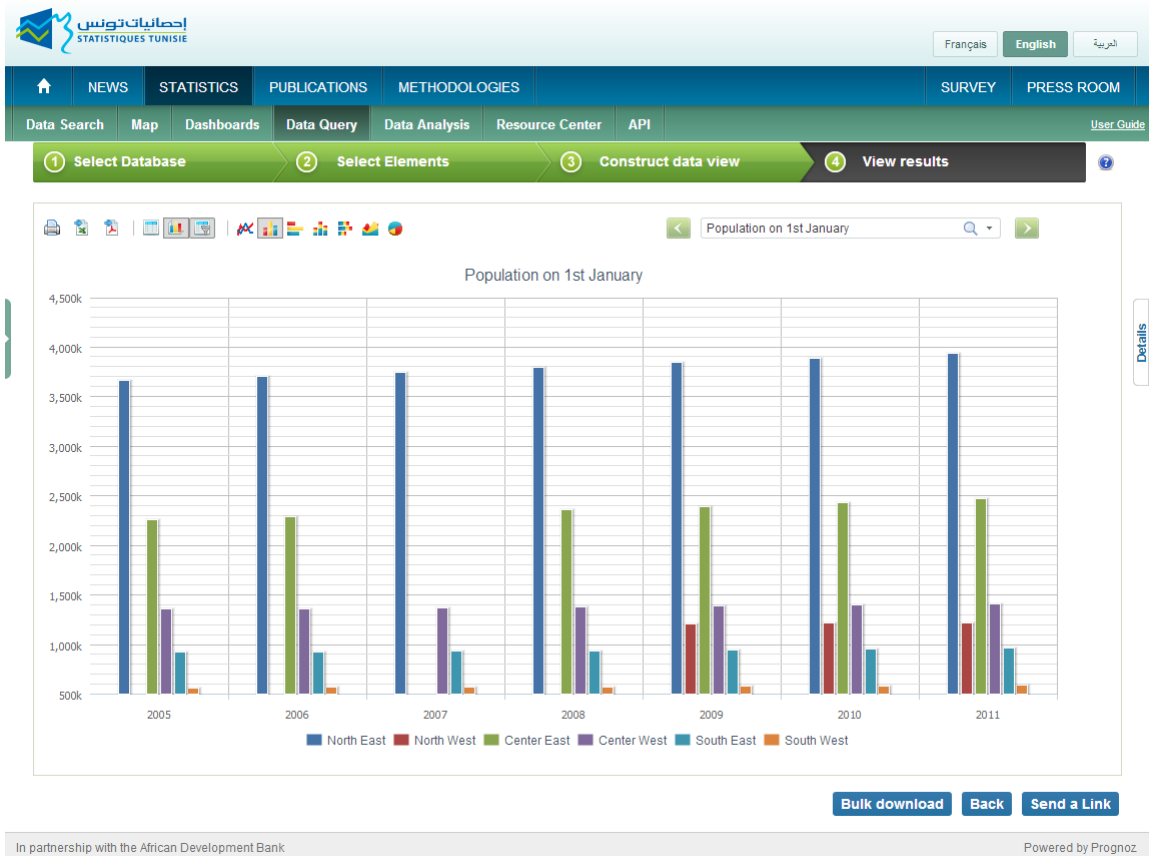 إحصائيات تونس
STATISTIQUES TUNISIE
Français English العربية
NEWS STATISTICS PUBLICATIONS METHODOLOGIES SURVEY PRESS ROOM
Data Search Map Dashboards Data Query Data Analysis Resource Center API User Guide
1 Select Database 2 Select Elements 3 Construct data view 4 View results ?
Population on 1st January
Population on 1st January
4,500k
4,000k
3,500k
3,000k
2,500k
2,000k
1,500k
1,000k
500k
2005 2006 2007 2008 2009 2010 2011
North East North West Center East Center West South East South West
Details
Bulk download Back Send a Link
In partnership with the African Development Bank Powered by Prognoz